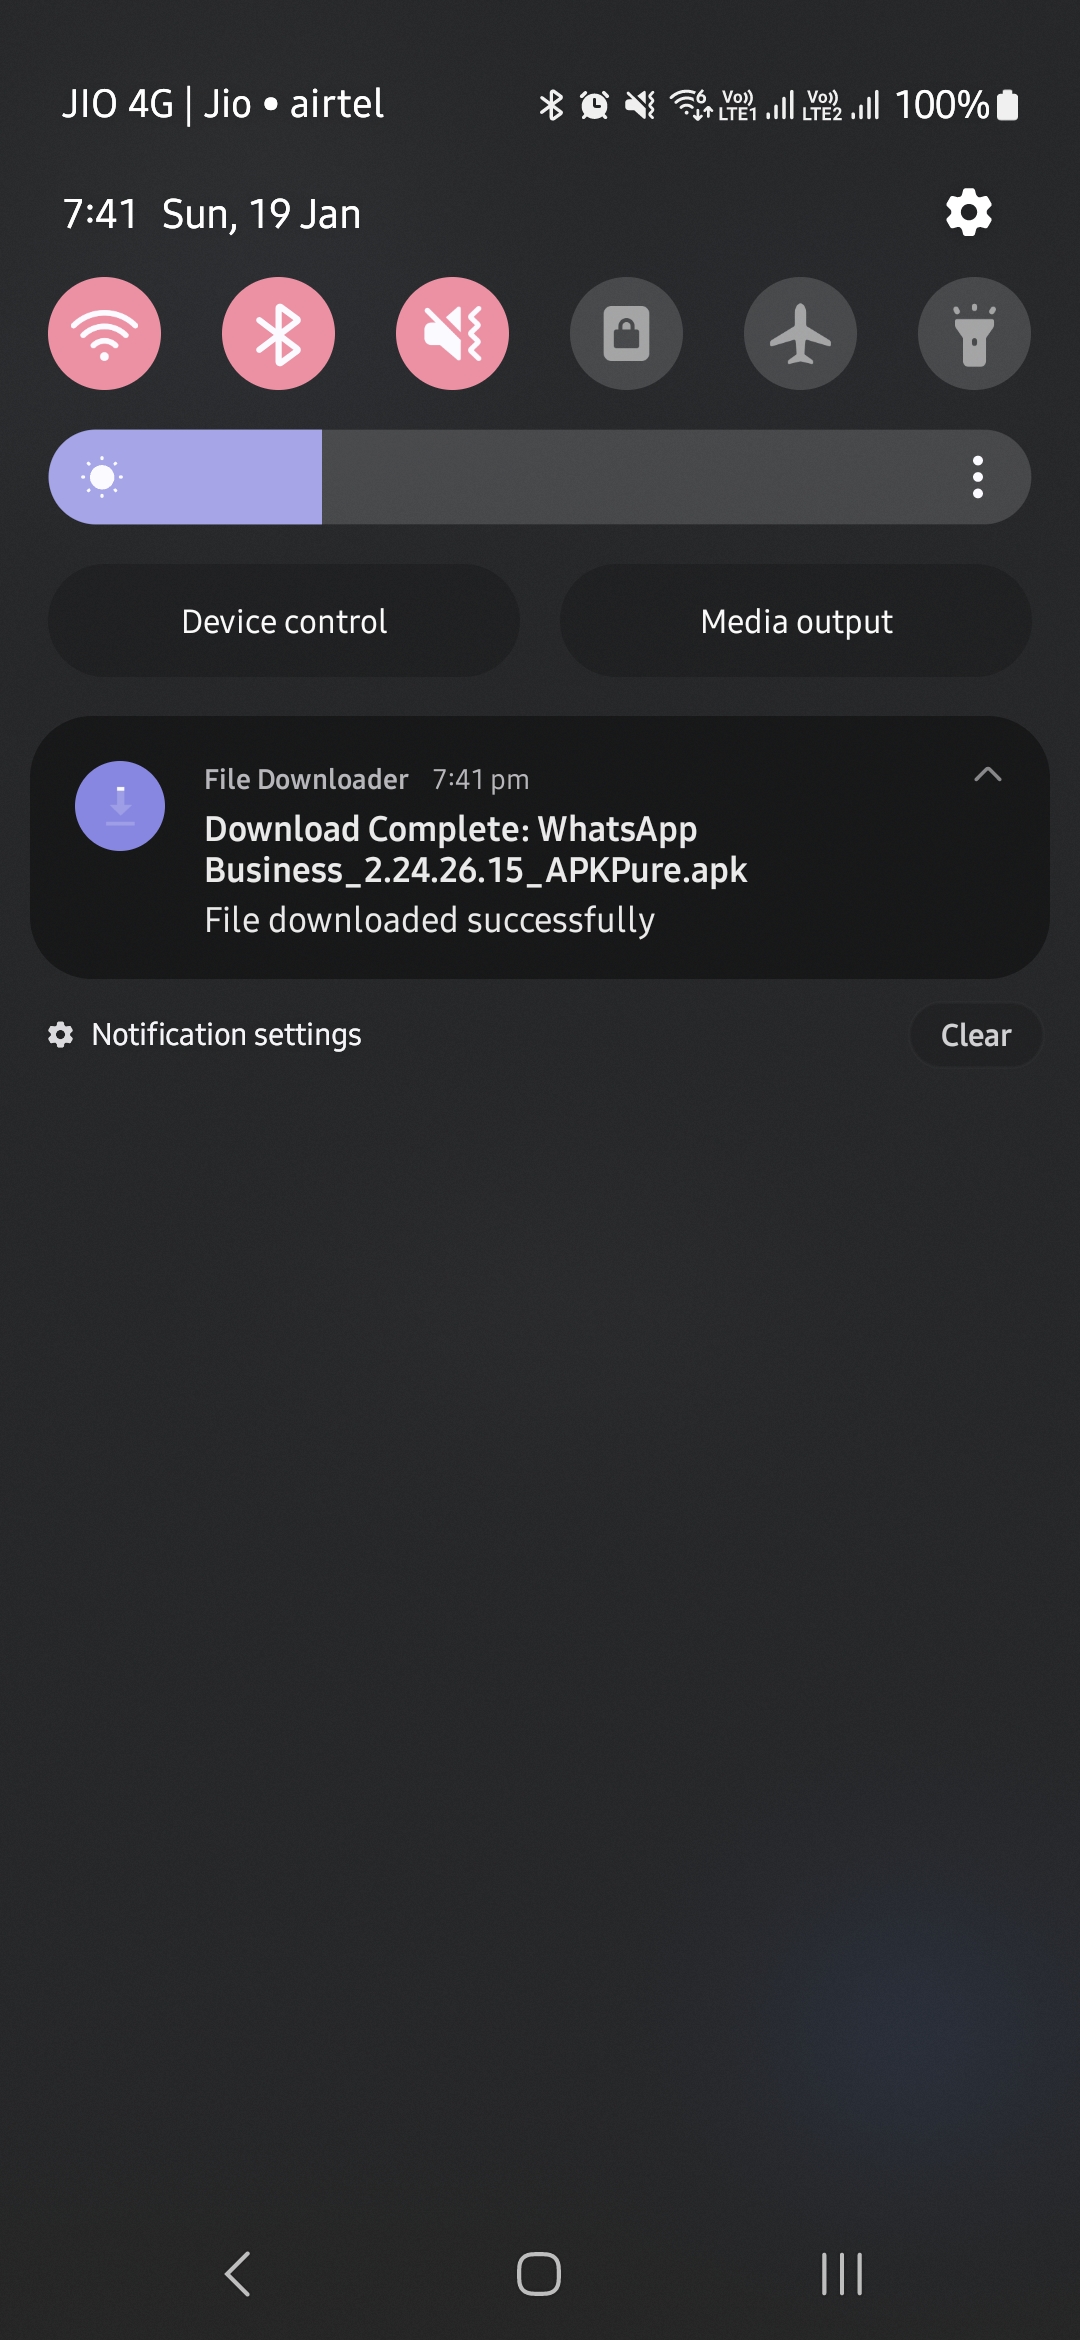 JIO 4G | Jio • airtel 6 Vo)) LTE1 Vo)) LTE2 100%
7:41 Sun, 19 Jan
Device control Media output
File Downloader 7:41 pm
Download Complete: WhatsApp
Business_2.24.26.15_APKPure.apk
File downloaded successfully
Notification settings Clear